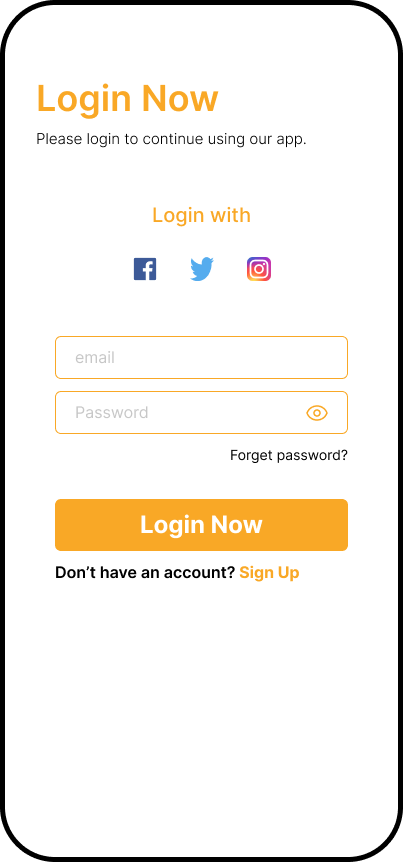 Login Now
Please login to continue using our app.
Login with
email
Password
Forget password?
Login Now
Don’t have an account? Sign Up